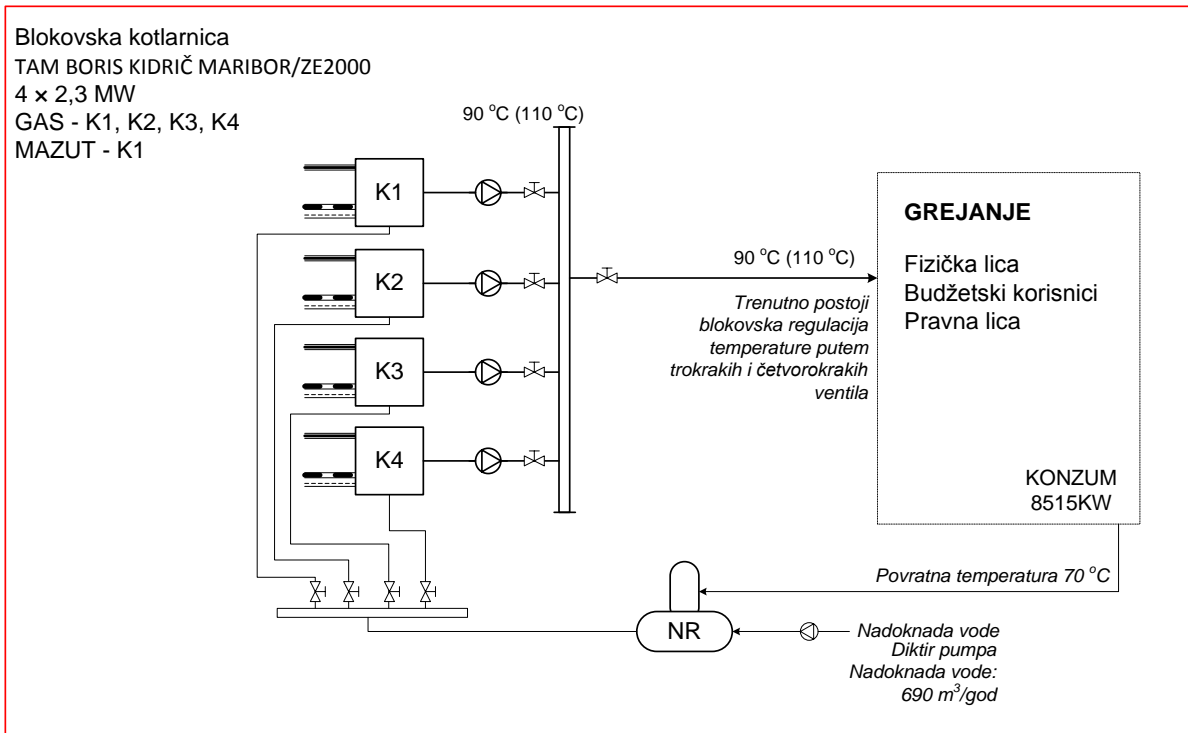 Blokovska kotlarnica
TAM BORIS KIDRIČ MARIBOR/ZE2000
4 × 2,3 MW
GAS - K1, K2, K3, K4
MAZUT - K1
90 °C (110 °C)
K1
K2
K3
K4
90 °C (110 °C)
Trenutno postoji
blokovska regulacija
temperature putem
trokrakih i četvorokrakih
ventila
GREJANJE
Fizička lica
Budžetski korisnici
Pravna lica
KONZUM
8515KW
Povratna temperatura 70 °C
NR
Nadoknada vode
Diktir pumpa
Nadoknada vode:
690 m³/god